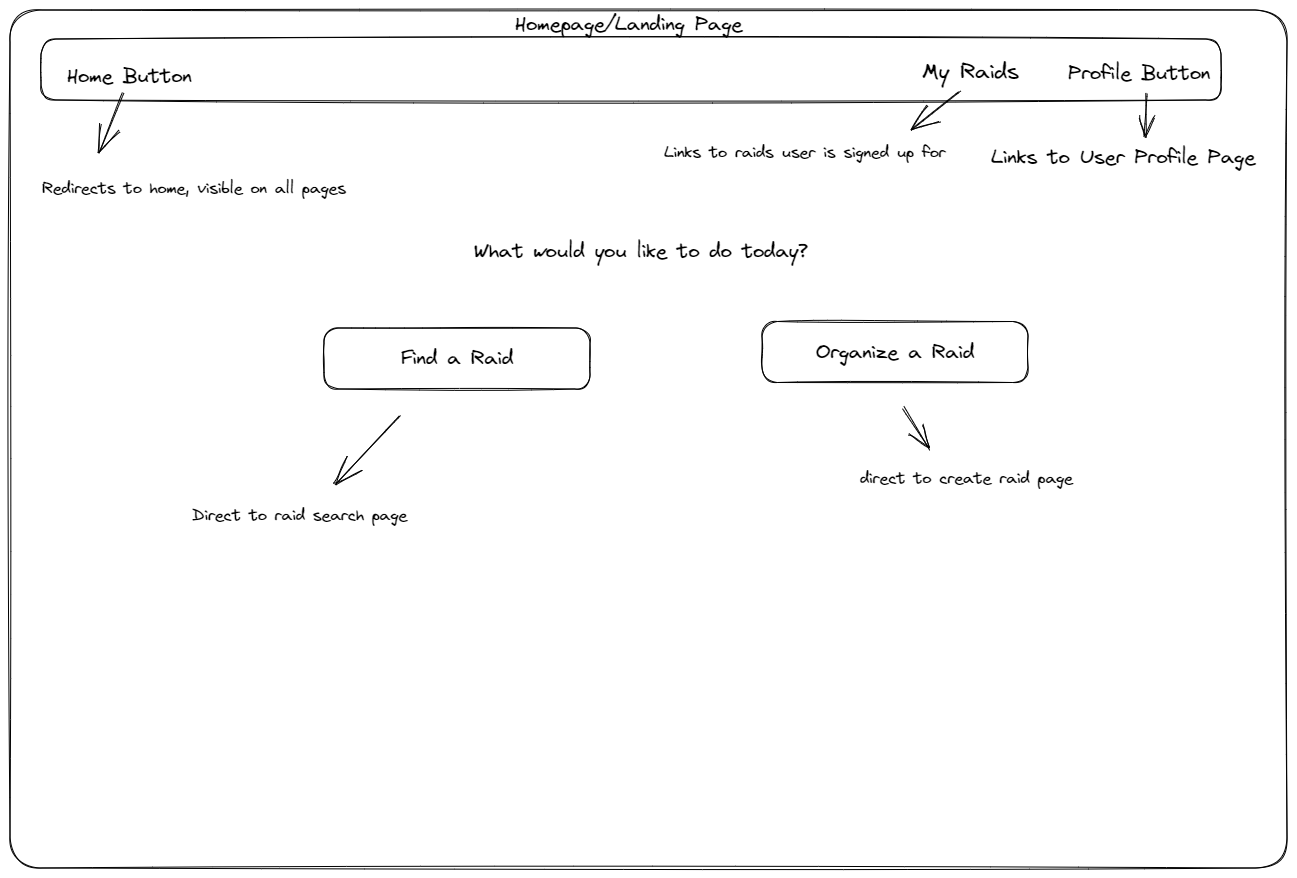 Homepage/Landing Page
Home Button
My Raids
Profile Button
Links to raids user is signed up for
Links to User Profile Page
Redirects to home, visible on all pages
What would you like to do today?
Find a Raid
Organize a Raid
direct to create raid page
Direct to raid search page